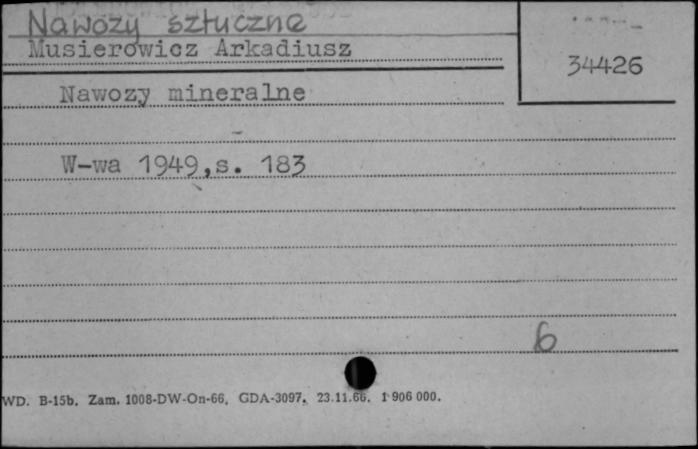 Nawozy sztuczne
Musierowicz Arkadiusz
34426
Nawozy mineralne
W-wa 1949,s. 183
6
WD. B-15b. Zam. 1008-DW-On-66, GDA-3097. 23.11.66. 1 906 000.